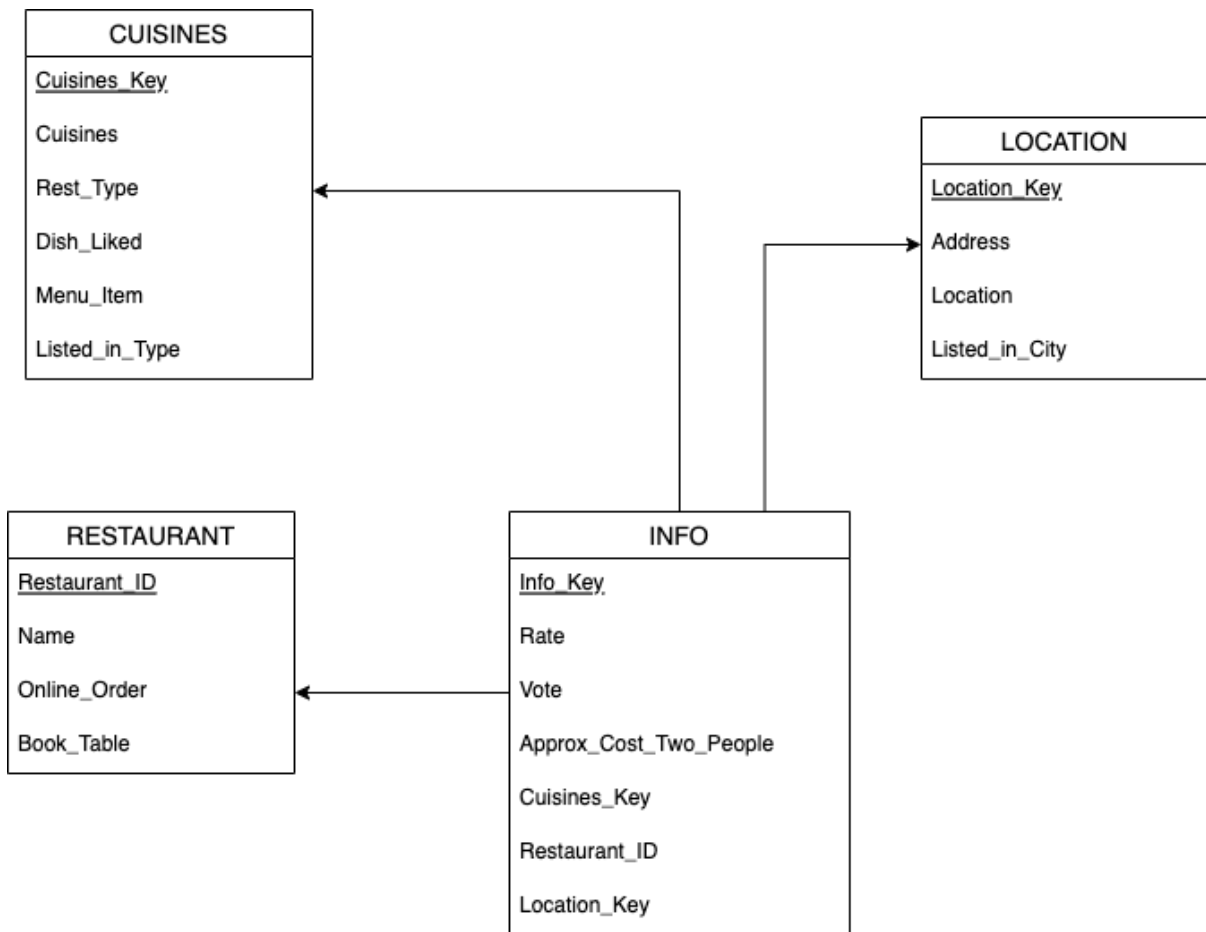 CUISINES
Cuisines_Key
Cuisines
Rest_Type
Dish_Liked
Menu_Item
Listed_in_Type
LOCATION
Location_Key
Address
Location
Listed_in_City
RESTAURANT
Restaurant_ID
Name
Online_Order
Book_Table
INFO
Info_Key
Rate
Vote
Approx_Cost_Two_People
Cuisines_Key
Restaurant_ID
Location_Key